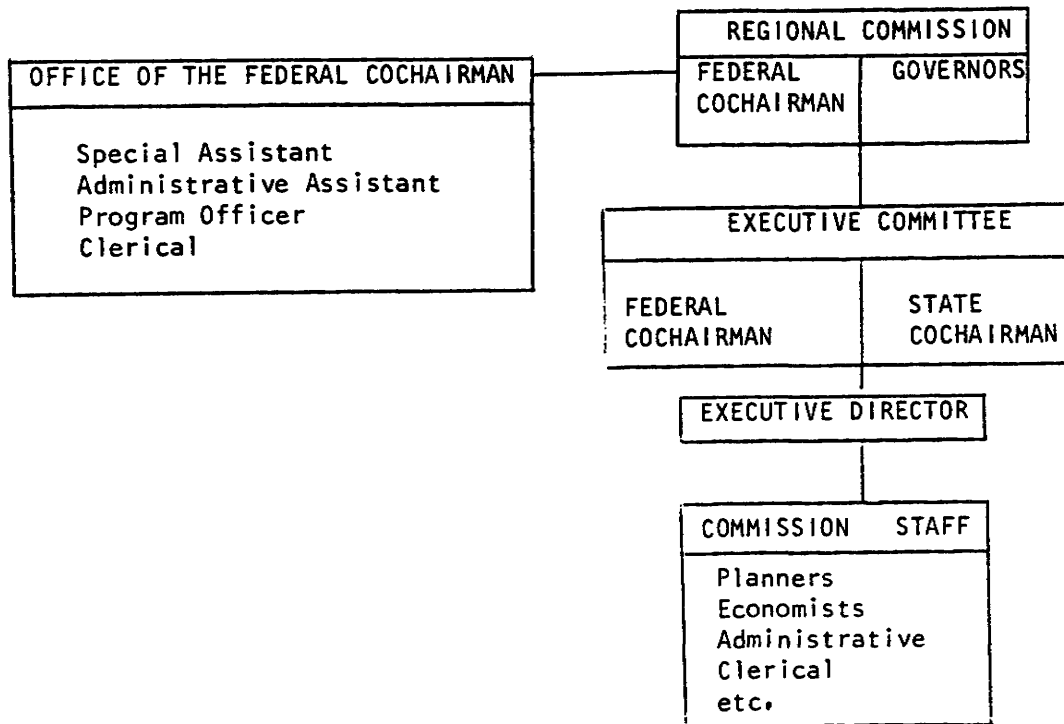 REGIONAL COMMISSION
OFFICE OF THE FEDERAL COCHAIRMAN
FEDERAL
COCHAIRMAN
GOVERNORS
Special Assistant
Administrative Assistant
Program Officer
Clerical
EXECUTIVE COMMITTEE
FEDERAL
COCHAIRMAN
STATE
COCHAIRMAN
EXECUTIVE DIRECTOR
COMMISSION STAFF
Planners
Economists
Administrative
Clerical
etc.